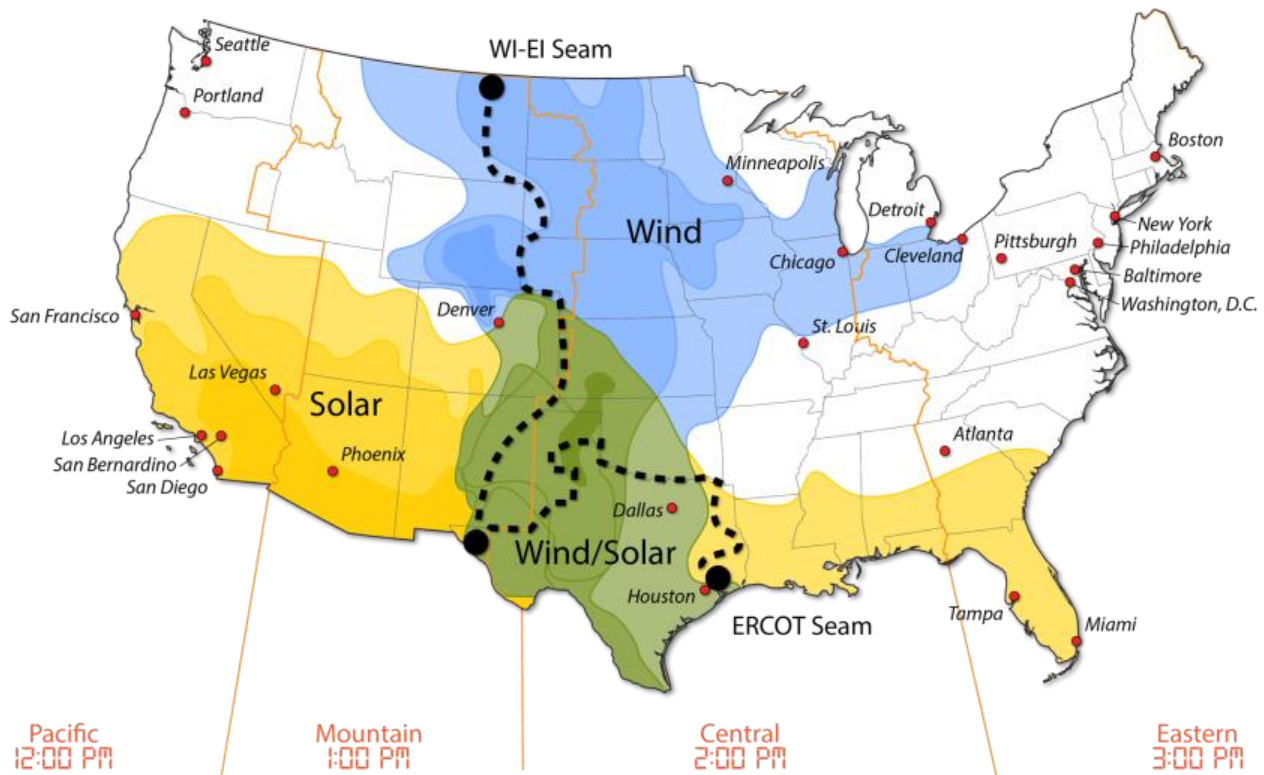 Seattle
WI-EI Seam
Portland
Boston
Minneapolis
Detroit
New York
Wind
Pittsburgh
Philadelphia
Chicago
Cleveland
Baltimore
Denver
Washington, D.C.
San Francisco
St. Louis
Las Vegas
Solar
Los Angeles
Phoenix
Atlanta
San Bernardino
San Diego
Dallas
Wind/Solar
Houston
ERCOT Seam
Tampa
Miami
Pacific
12:00 PM
Mountain
1:00 PM
Central
2:00 PM
Eastern
3:00 PM